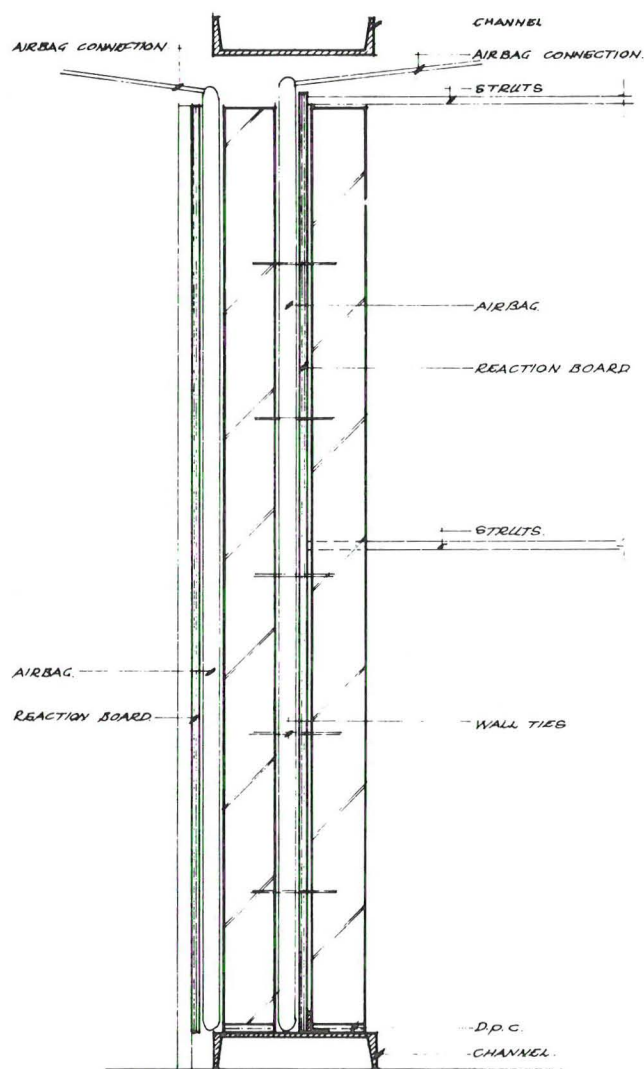 CHANNEL
AIRBAG CONNECTION
AIRBAG CONNECTION.
STRUTS
AIRBAG
REACTION BOARD
STRUTS.
AIRBAG
REACTION BOARD
WALL TIES
D.p.c.
CHANNEL.